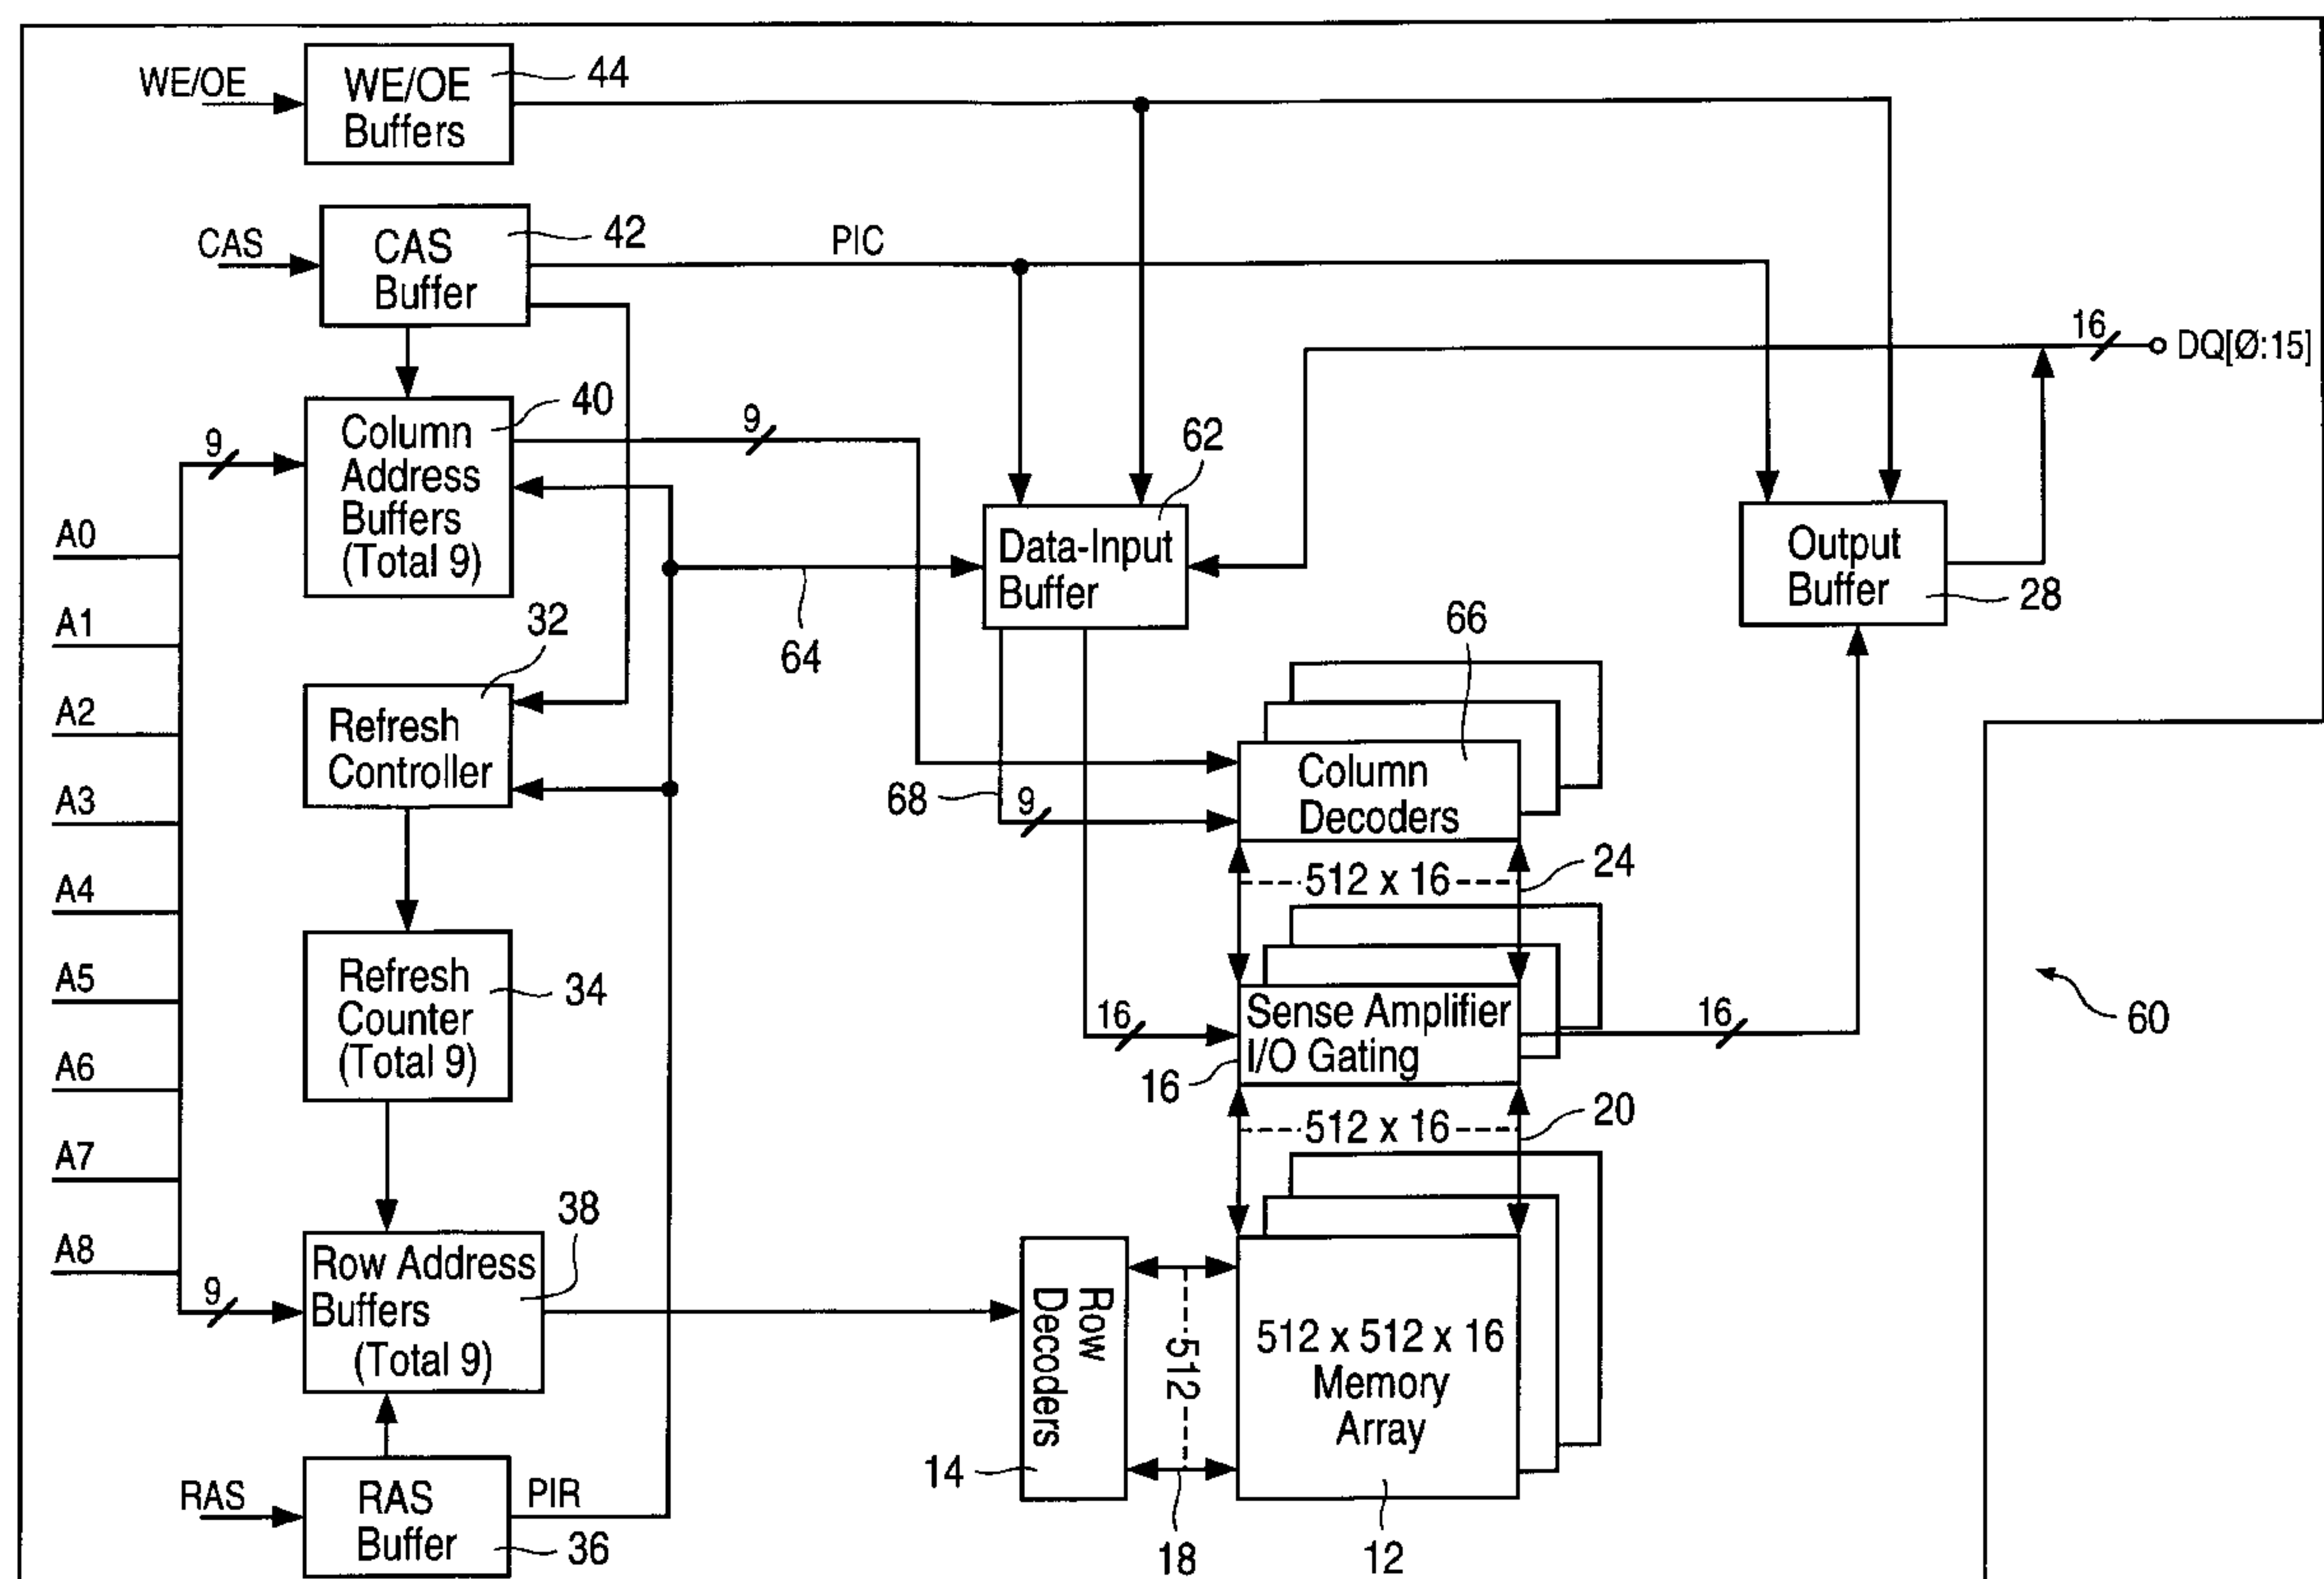 WE/OE
WE/OE
Buffers
44
CAS
CAS
Buffer
42
PIC
16
DQ[Ø:15]
9
Column
Address
Buffers
(Total 9)
40
9
62
Data-Input
Buffer
Output
Buffer
28
A0
A1
A2
A3
A4
A5
A6
A7
A8
64
32
Refresh
Controller
66
68
9
Column
Decoders
512 x 16
24
Refresh
Counter
(Total 9)
34
16
Sense Amplifier
I/O Gating
16
16
60
512 x 16
20
9
Row Address
Buffers
(Total 9)
38
Row
Decoders
14
512
18
512 x 512 x 16
Memory
Array
12
RAS
RAS
Buffer
36
PIR